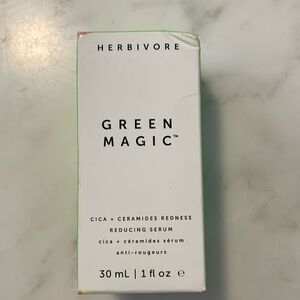 HERBIVORE
GREEN
MAGIC™
CICA + CERAMIDES REDNESS
REDUCING SERUM
cica + céramides sérum
anti-rougeurs
30 mL | 1 fl oz ℮